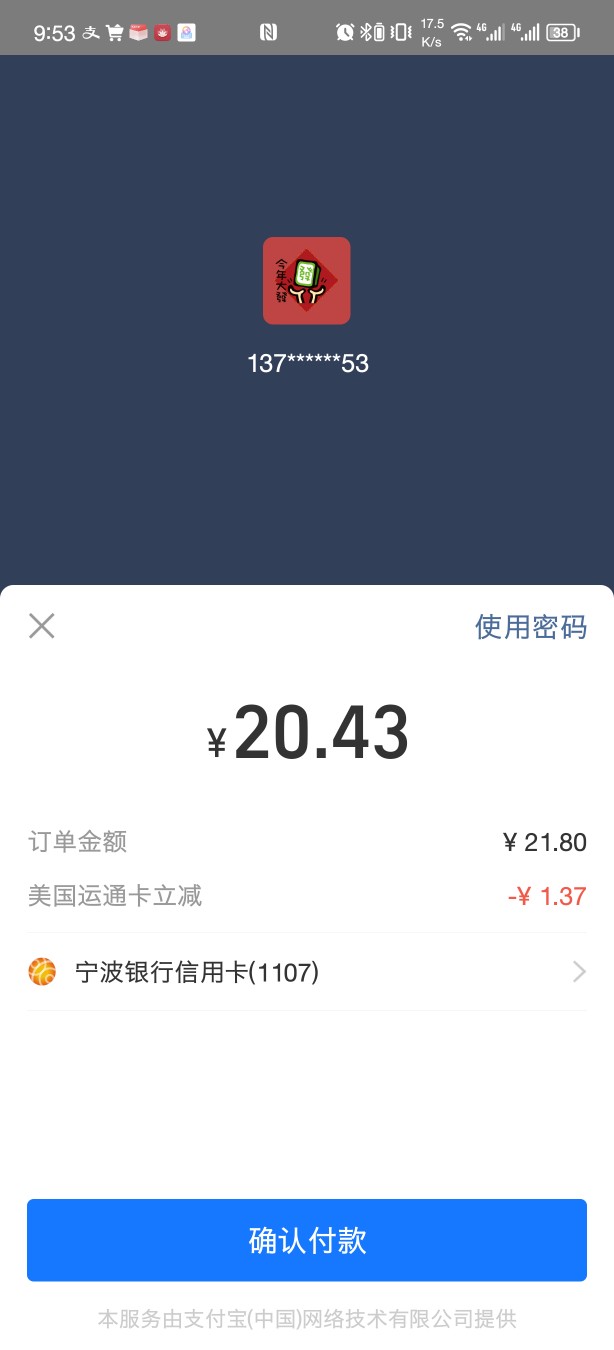 9:53 支 17.5 K/s 4G 4G 38
今年大發
發
137******53
使用密码
¥20.43
订单金额 ¥ 21.80
美国运通卡立减 -¥ 1.37
宁波银行信用卡(1107)
确认付款
本服务由支付宝(中国)网络技术有限公司提供